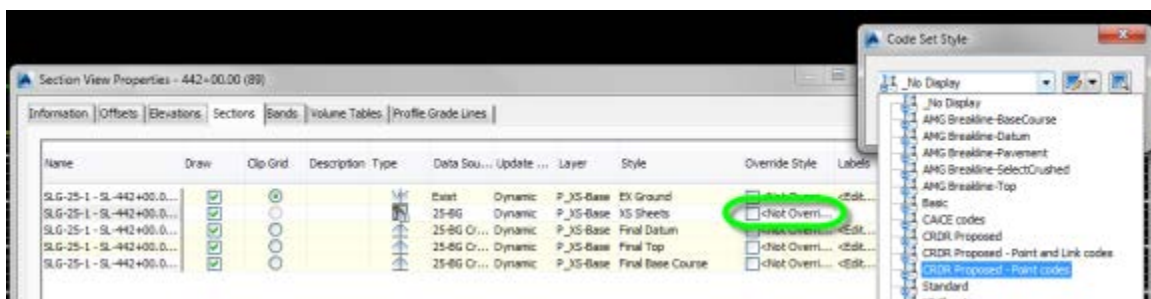 Code Set Style
Section View Properties - 442+00.00 (89)
_No Display
Information Offsets Elevations Sections Bands Volume Tables Profile Grade Lines
_No Display
AMG Breakline-BaseCourse
AMG Breakline-Datum
AMG Breakline-Pavement
AMG Breakline-SelectCrushed
AMG Breakline-Top
Basic
CAiCE codes
CRDR Proposed
CRDR Proposed - Point and Link codes
CRDR Proposed - Point codes
Standard
Name Draw Clip Grid Description Type Data Sou... Update ... Layer Style Override Style Labels
SLG-25-1 - SL-442+00.0... Exist Dynamic P_XS-Base EX Ground <Edit...
SLG-25-1 - SL-442+00.0... 25-BG Dynamic P_XS-Base XS Sheets <Not Overri...
SLG-25-1 - SL-442+00.0... 25-BG Cr... Dynamic P_XS-Base Final Datum <Not Overri... <Edit...
SLG-25-1 - SL-442+00.0... 25-BG Cr... Dynamic P_XS-Base Final Top <Not Overri... <Edit...
SLG-25-1 - SL-442+00.0... 25-BG Cr... Dynamic P_XS-Base Final Base Course <Not Overri... <Edit...